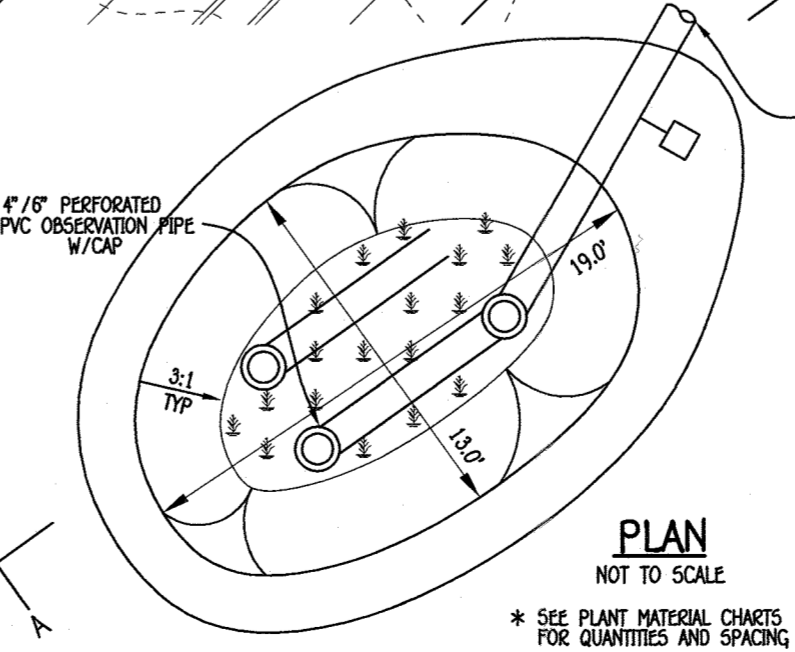 4"/6" PERFORATED
PVC OBSERVATION PIPE
W/CAP
19.0'
3:1
TYP
13.0'
A
PLAN
NOT TO SCALE
* SEE PLANT MATERIAL CHARTS
FOR QUANTITIES AND SPACING